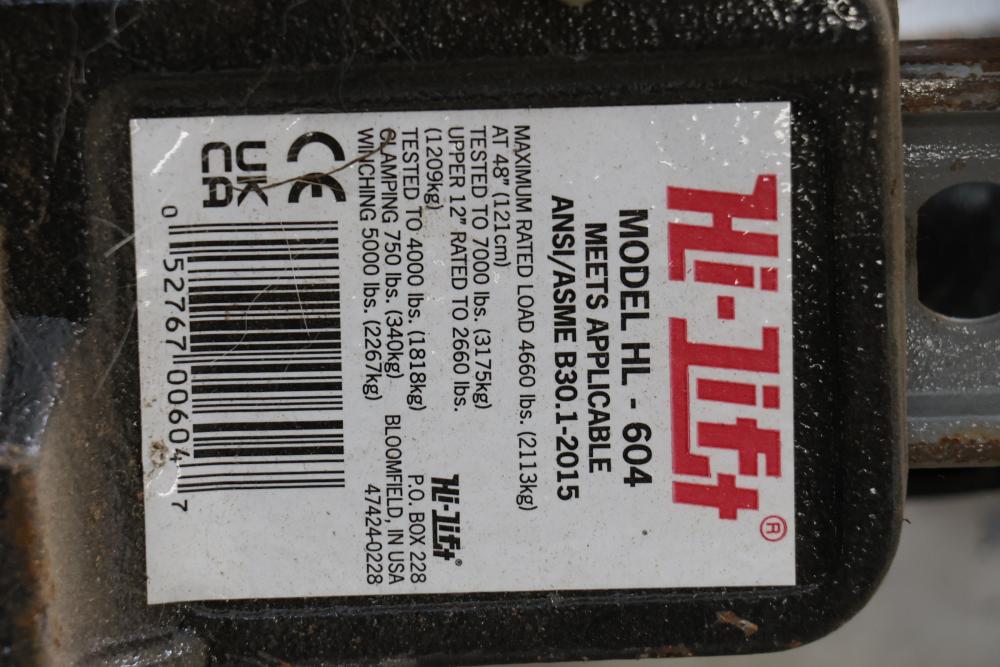 Hi-Lift®
MODEL HL - 604
MEETS APPLICABLE
ANSI/ASME B30.1-2015
MAXIMUM RATED LOAD 4660 lbs. (2113kg)
AT 48" (121cm)
TESTED TO 7000 lbs. (3175kg)
UPPER 12" RATED TO 2660 lbs.
(1209kg)
TESTED TO 4000 lbs. (1818kg)
CLAMPING 750 lbs. (340kg)
WINCHING 5000 lbs. (2267kg)
Hi-Lift®
P.O. BOX 228
BLOOMFIELD, IN USA
47424-0228
CE
UK
CA
0 52767 00604 7